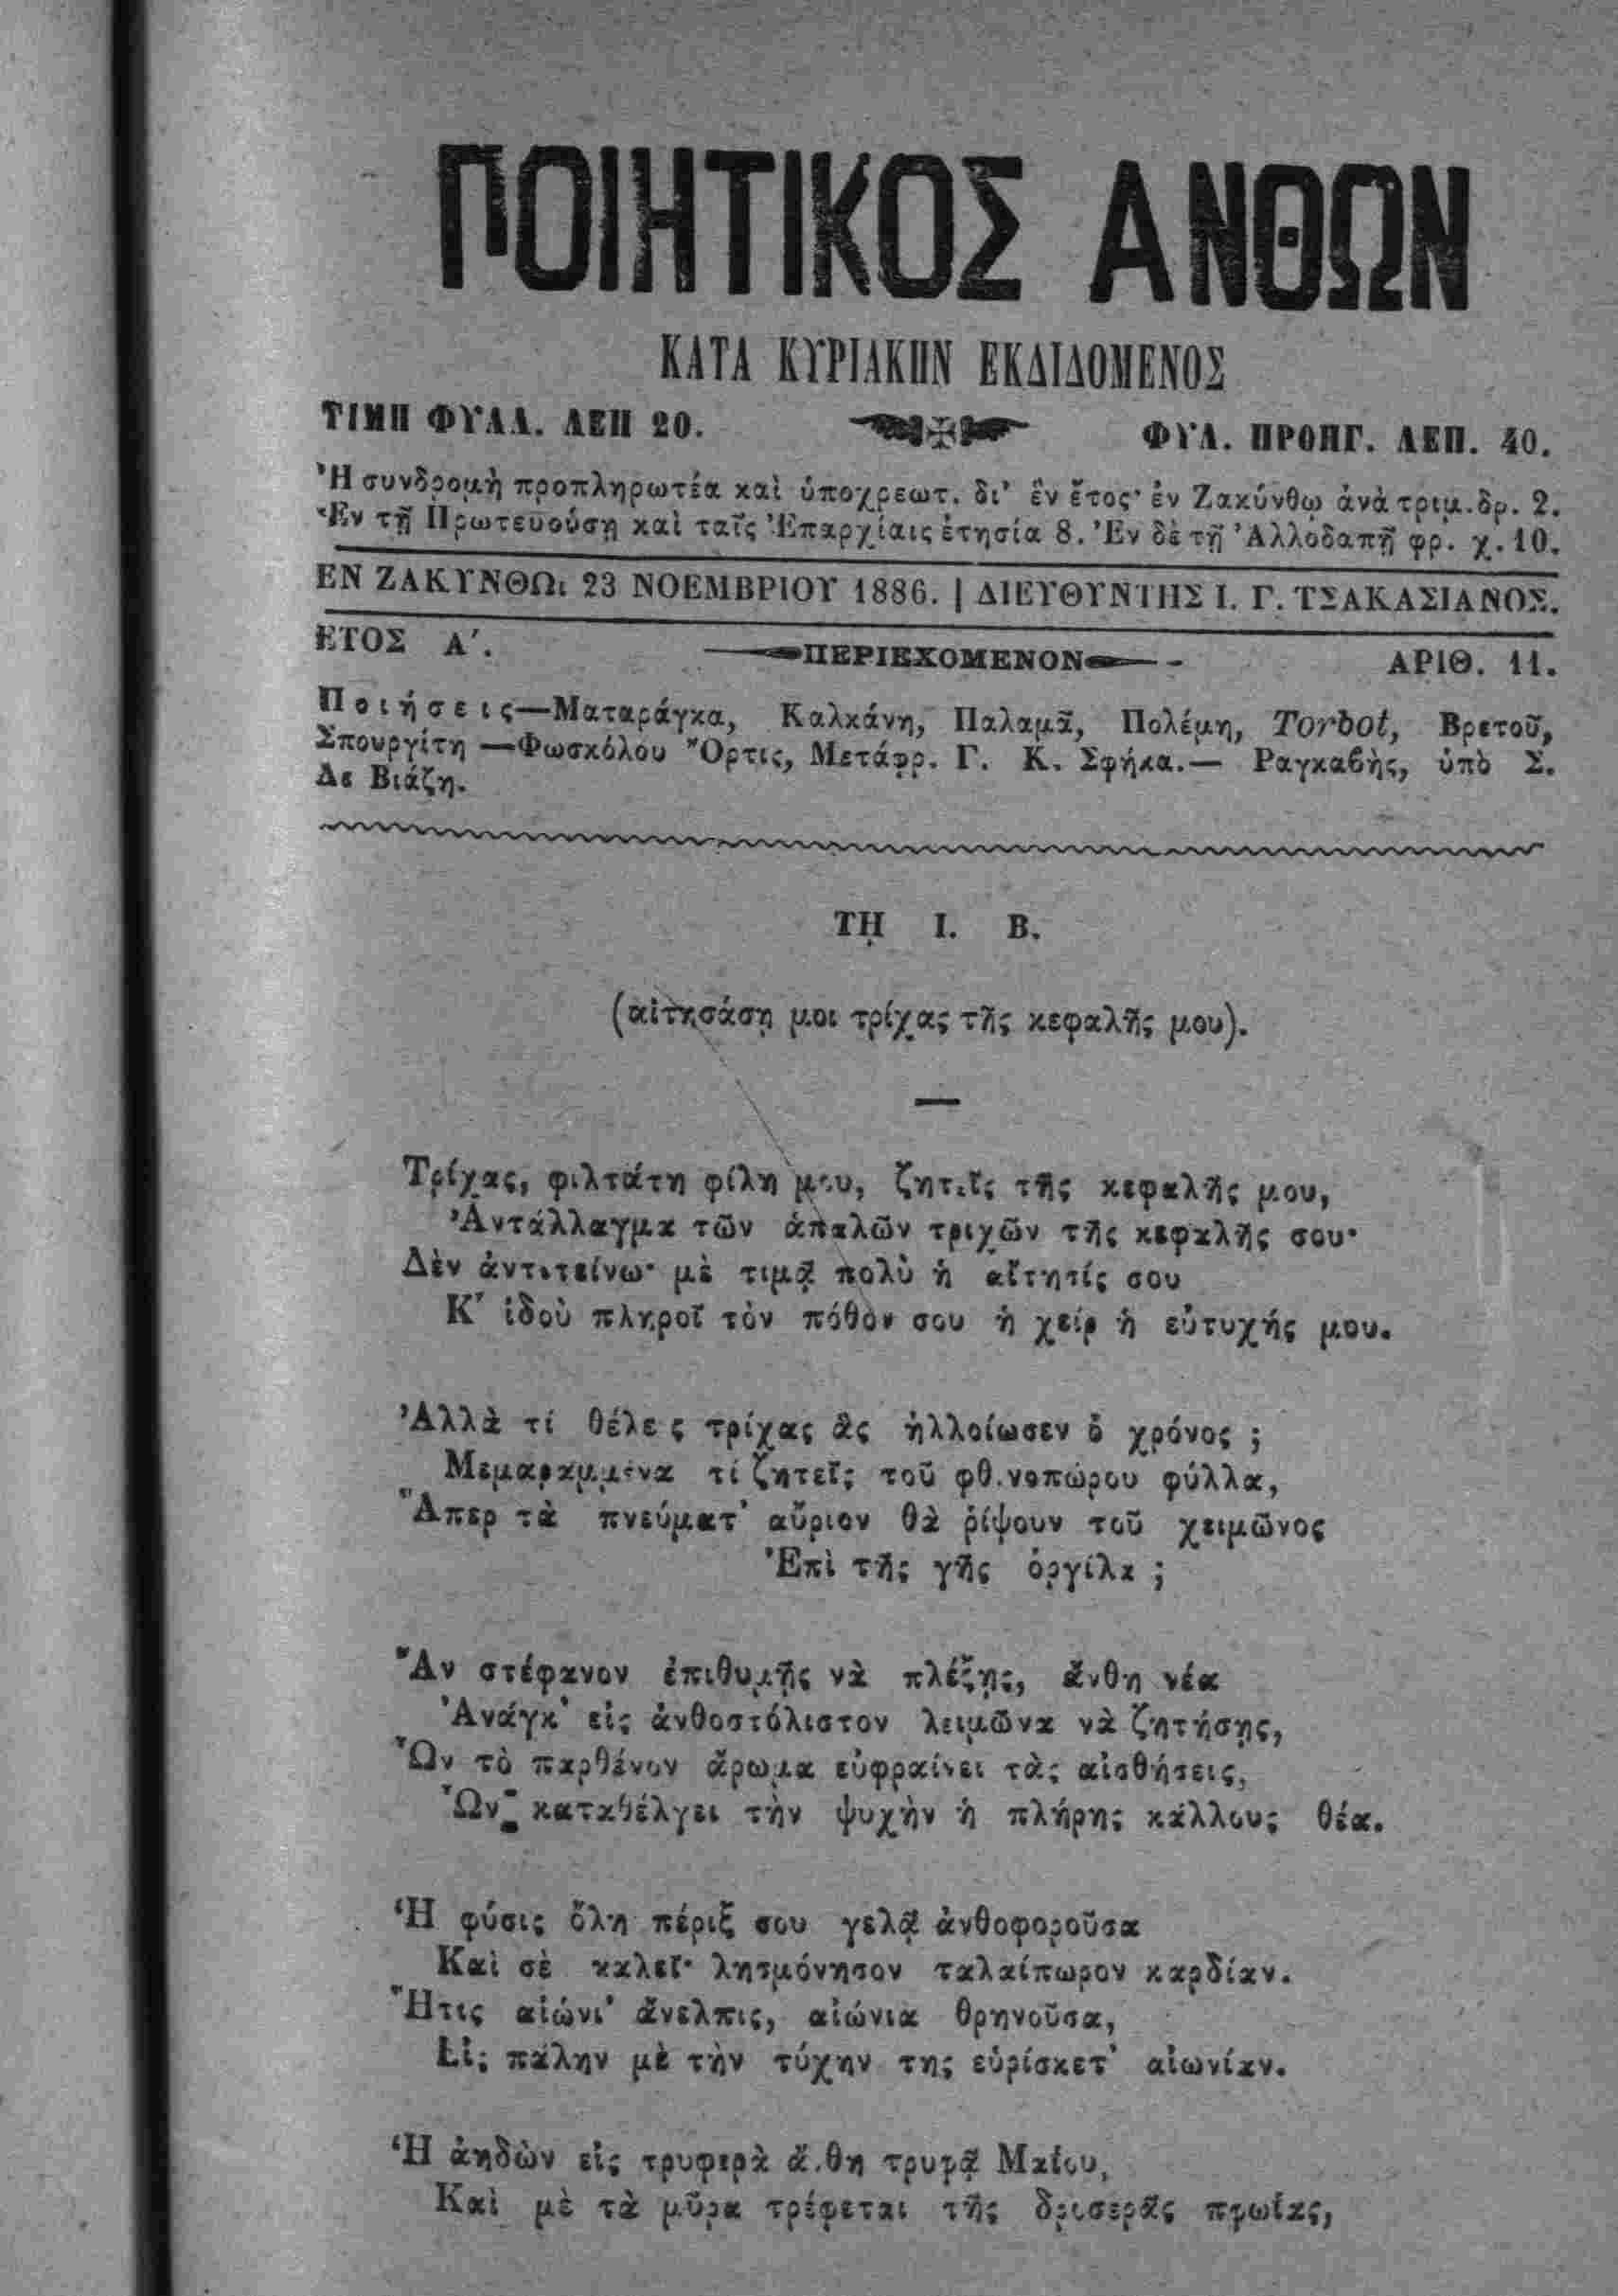 ΠΟΙΗΤΙΚΟΣ ΑΝΘΩΝ
ΚΑΤΑ ΚΥΡΙΑΚΗΝ ΕΚΔΙΔΟΜΕΝΟΣ
ΤΙΜΗ ΦΥΛΛ. ΛΕΠ 20. ΦΥΛ. ΠΡΟΗΓ. ΛΕΠ. 40.
Ἡ συνδρομὴ προπληρωτέα καὶ ὑποχρεωτ. δι' ἓν ἔτος· ἐν Ζακύνθῳ ἀνὰ τριμ. δρ. 2.
Ἐν τῇ Πρωτευούσῃ καὶ ταῖς Ἐπαρχίαις ἐτησία 8. Ἐν δὲ τῇ Ἀλλοδαπῇ φρ. χ. 10.
ΕΝ ΖΑΚΥΝΘΩι 23 ΝΟΕΜΒΡΙΟΥ 1886. | ΔΙΕΥΘΥΝΤΗΣ Ι. Γ. ΤΣΑΚΑΣΙΑΝΟΣ.
ΕΤΟΣ Α΄. ΠΕΡΙΕΧΟΜΕΝΟΝ ΑΡΙΘ. 11.
Ποιήσεις—Ματαράγκα, Καλκάνη, Παλαμᾶ, Πολέμη, Torbot, Βρετοῦ,
Σπουργίτη —Φωσκόλου Ὄρτις, Μετάφρ. Γ. Κ. Σφήκα.— Ραγκαβὴς, ὑπὸ Σ.
Δε Βιάζη.
ΤΗ Ι. Β.
(αἰτησάσῃ μοι τρίχας τῆς κεφαλῆς μου).
Τρίχας, φιλτάτη φίλη μου, ζητεῖς τῆς κεφαλῆς μου,
Ἀντάλλαγμα τῶν ἁπαλῶν τριχῶν τῆς κεφαλῆς σου·
Δὲν ἀντιτείνω· μὲ τιμᾷ πολὺ ἡ αἴτησίς σου
Κ' ἰδοὺ πληροῖ τὸν πόθον σου ἡ χείρ ἡ εὐτυχής μου.
Ἀλλὰ τί θέλεις τρίχας ἃς ἠλλοίωσεν ὁ χρόνος ;
Μεμαραμμένα τί ζητεῖς τοῦ φθινοπώρου φύλλα,
Ἅπερ τὰ πνεύματ' αὔριον θὰ ῥίψουν τοῦ χειμῶνος
Ἐπὶ τῆς γῆς ὀργίλα ;
Ἂν στέφανον ἐπιθυμῇς νὰ πλέξῃς, ἄνθη νέα
Ἀνάγκ' εἰς ἀνθοστόλιστον λειμῶνα νὰ ζητήσῃς,
Ὧν τὸ παρθένον ἄρωμα εὐφραίνει τὰς αἰσθήσεις,
Ὧν καταθέλγει τὴν ψυχὴν ἡ πλήρης κάλλους θέα.
Ἡ φύσις ὅλη πέριξ σου γελᾷ ἀνθοφοροῦσα
Καὶ σὲ καλεῖ· λησμόνησον ταλαίπωρον καρδίαν.
Ἥτις αἰώνι' ἄνελπις, αἰώνια θρηνοῦσα,
Εἰς πάλην μὲ τὴν τύχην της εὑρίσκετ' αἰωνίαν.
Ἡ ἀηδὼν εἰς τρυφερὰ ἄνθη τρυφᾷ Μαΐου,
Καὶ μὲ τὰ μῦρα τρέφεται τῆς δροσερᾶς πρωίας,